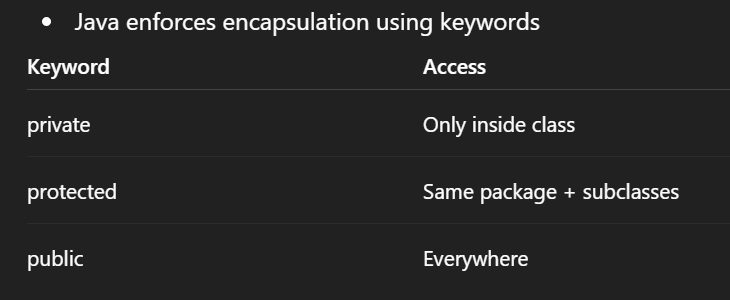 • Java enforces encapsulation using keywords
Keyword Access
private Only inside class
protected Same package + subclasses
public Everywhere